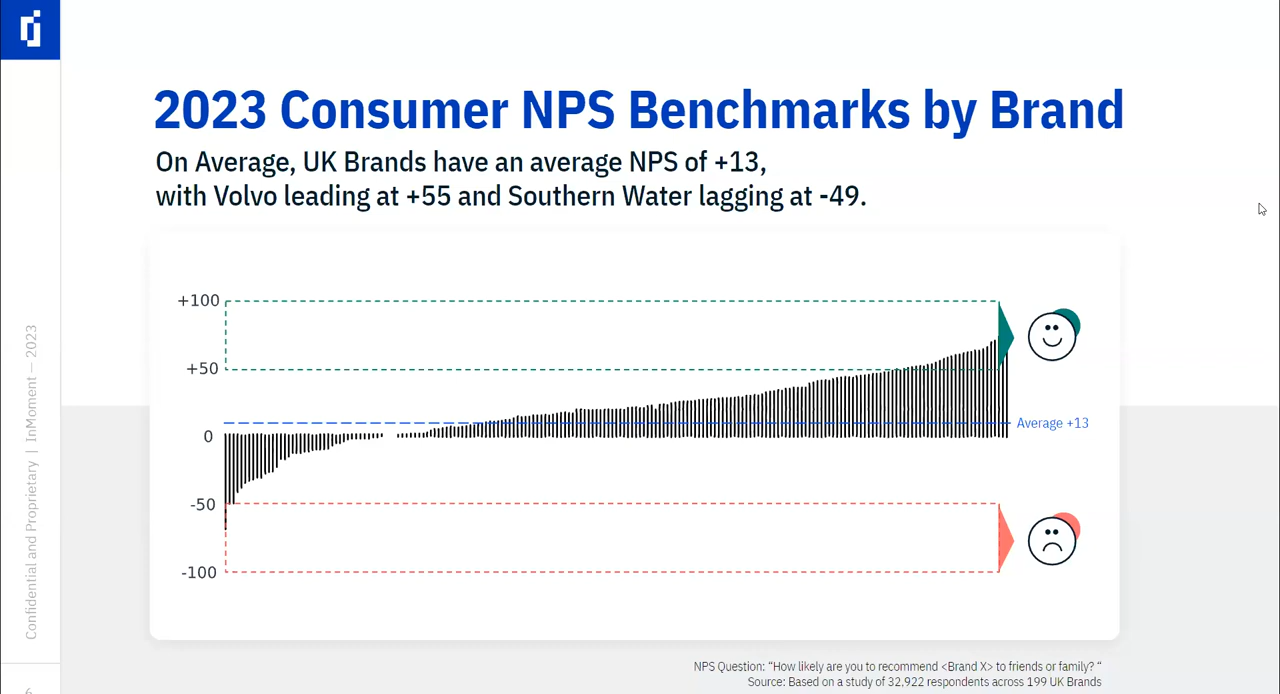 2023 Consumer NPS Benchmarks by Brand
On Average, UK Brands have an average NPS of +13,
with Volvo leading at +55 and Southern Water lagging at -49.
+100
+50
0
-50
-100
Average +13
NPS Question: “How likely are you to recommend <Brand X> to friends or family? “
Source: Based on a study of 32,922 respondents across 199 UK Brands
Confidential and Proprietary | InMoment – 2023
6